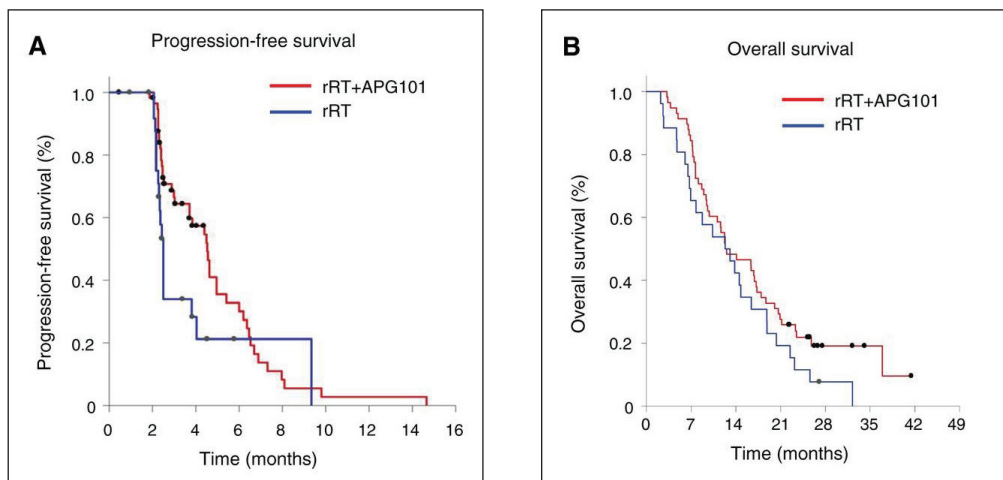 A
Progression-free survival
rRT+APG101
rRT
Progression-free survival (%)
1.0
0.8
0.6
0.4
0.2
0
0 2 4 6 8 10 12 14 16
Time (months)
B
Overall survival
rRT+APG101
rRT
Overall survival (%)
1.0
0.8
0.6
0.4
0.2
0
0 7 14 21 28 35 42 49
Time (months)